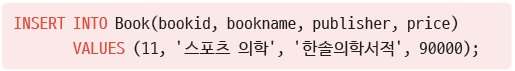 INSERT INTO Book(bookid, bookname, publisher, price)
VALUES (11, '스포츠 의학', '한솔의학서적', 90000);